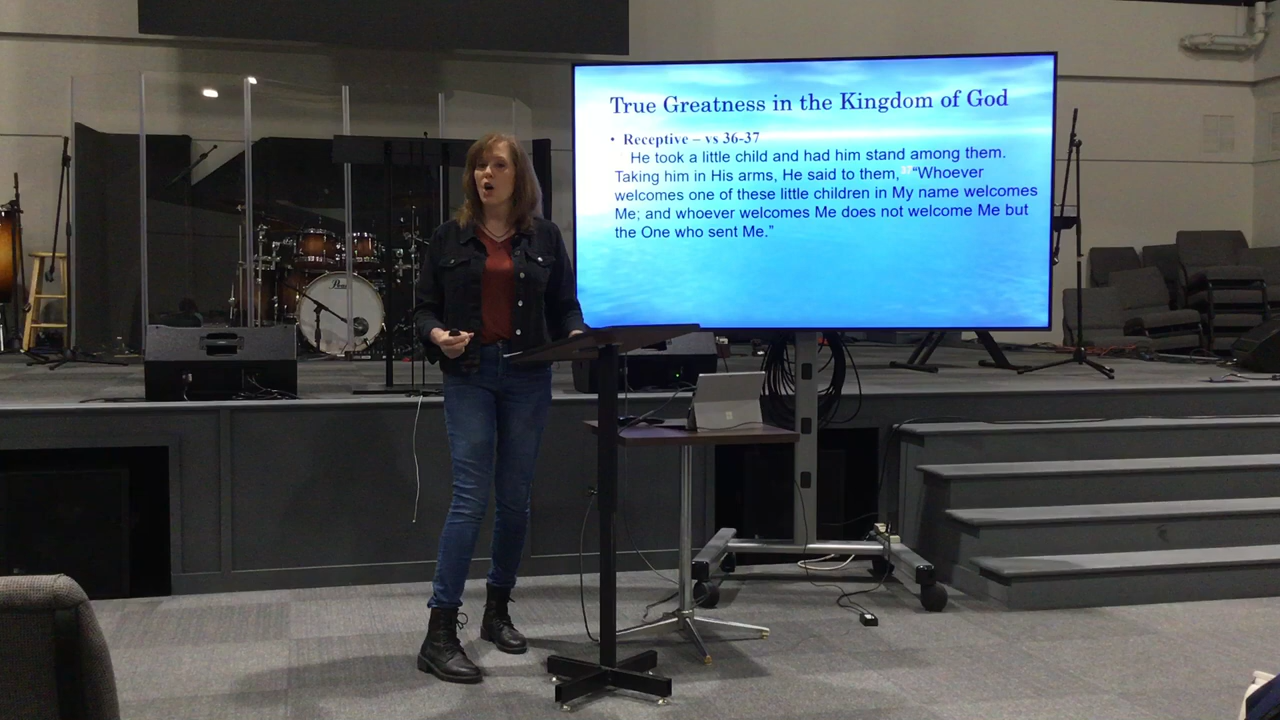 True Greatness in the Kingdom of God
• Receptive – vs 36-37
He took a little child and had him stand among them.
Taking him in His arms, He said to them, 37“Whoever
welcomes one of these little children in My name welcomes
Me; and whoever welcomes Me does not welcome Me but
the One who sent Me.”